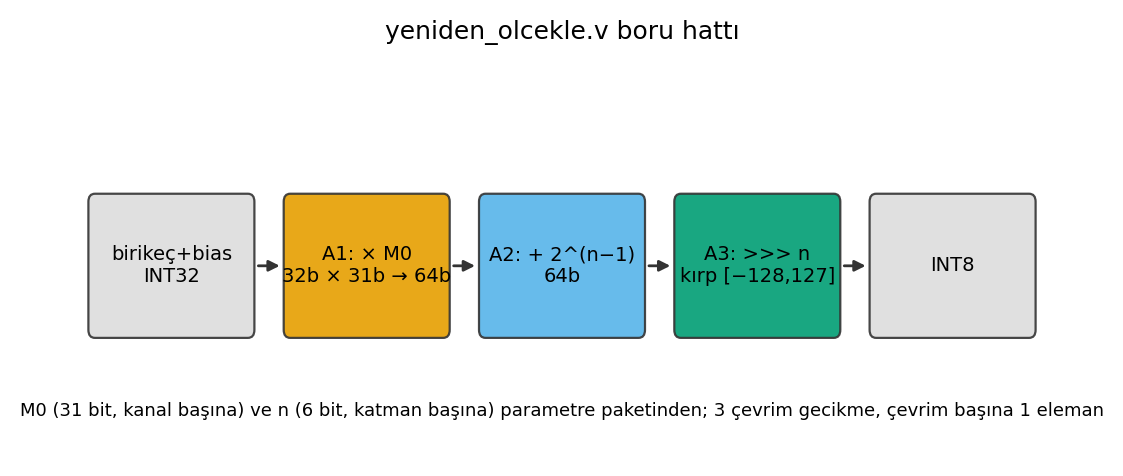 yeniden_olcekle.v boru hattı
birikeç+bias
INT32
A1: × M0
32b × 31b → 64b
A2: + 2^(n−1)
64b
A3: >>> n
kırp [−128,127]
INT8
M0 (31 bit, kanal başına) ve n (6 bit, katman başına) parametre paketinden; 3 çevrim gecikme, çevrim başına 1 eleman